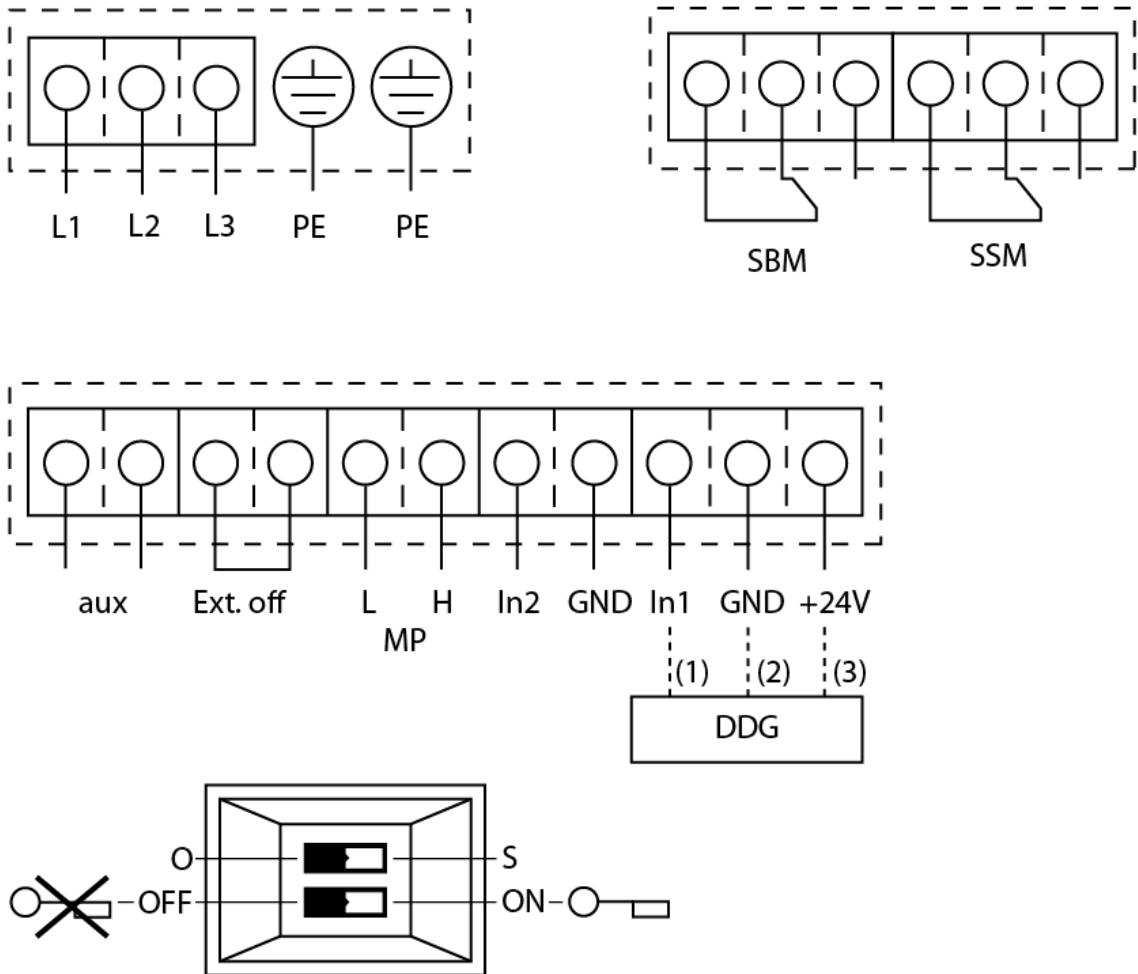 L1 L2 L3 PE PE
SBM SSM
aux Ext. off L H In2 GND In1 GND +24V
MP
(1) (2) (3)
DDG
O S
OFF ON